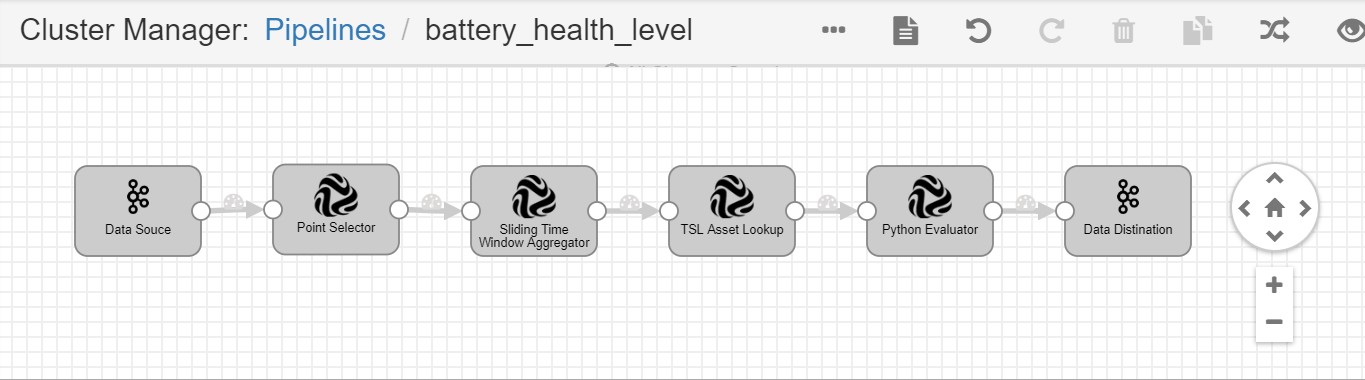 Cluster Manager: Pipelines / battery_health_level
Data Souce
Point Selector
Sliding Time
Window Aggregator
TSL Asset Lookup
Python Evaluator
Data Distination